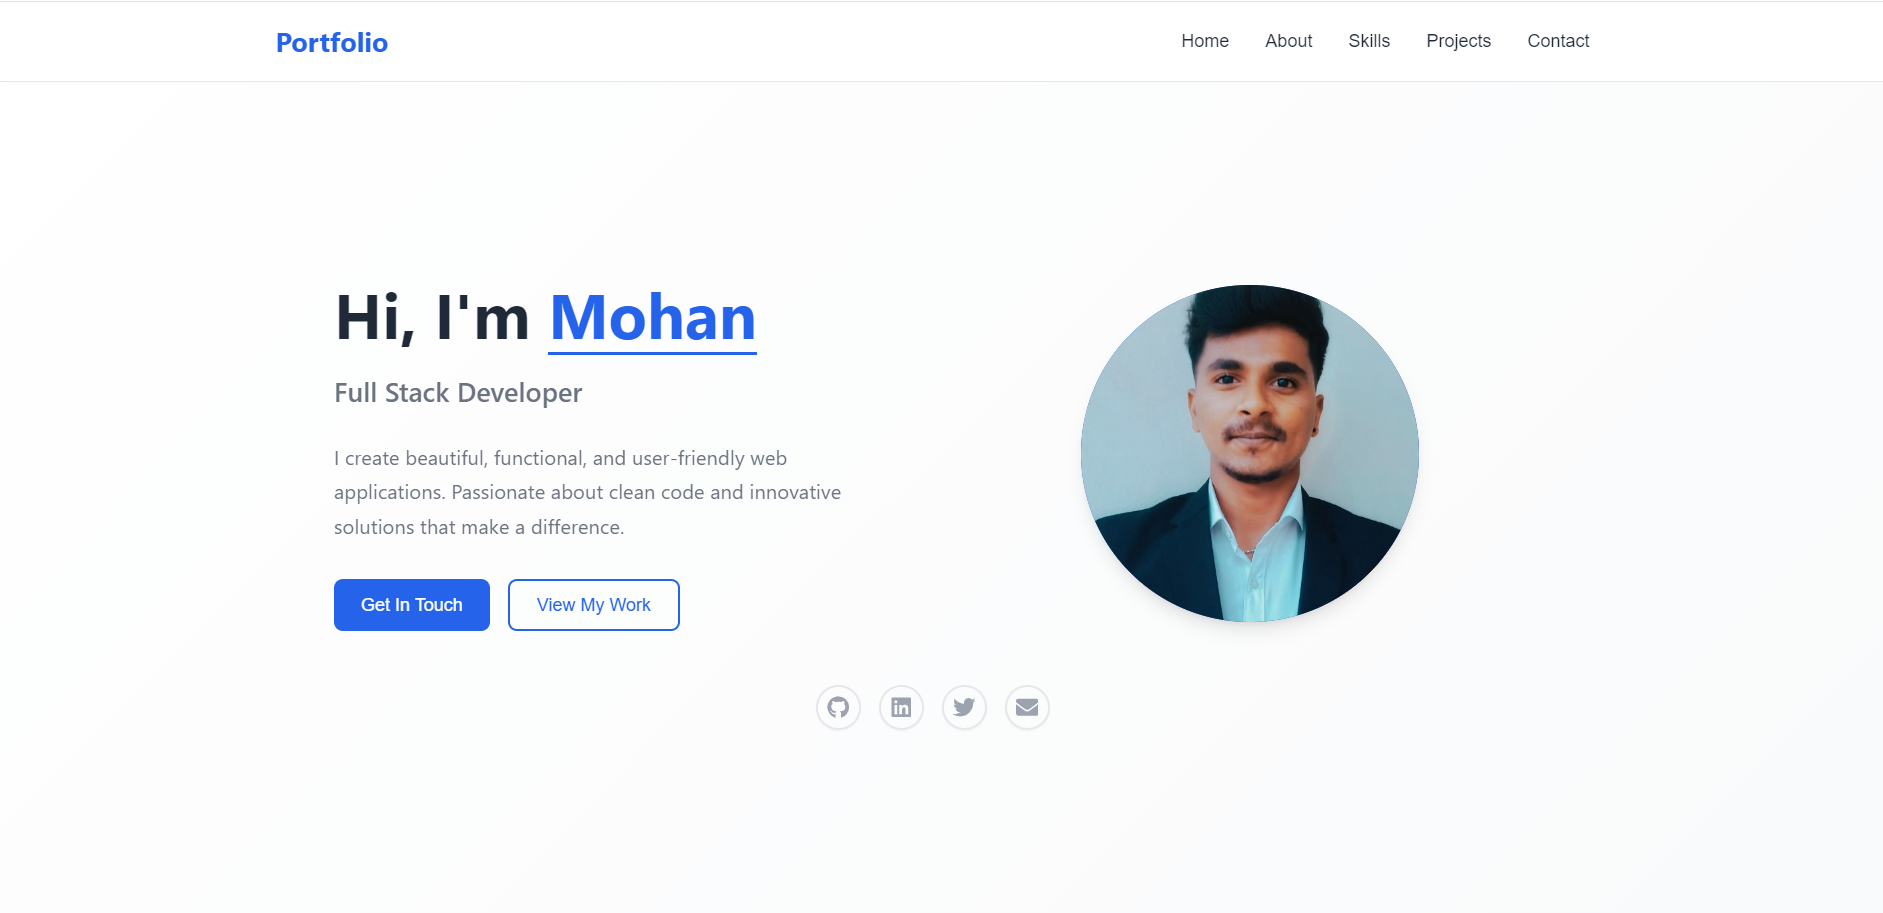 Portfolio
Home About Skills Projects Contact
Hi, I'm Mohan
Full Stack Developer
I create beautiful, functional, and user-friendly web
applications. Passionate about clean code and innovative
solutions that make a difference.
Get In Touch
View My Work
in